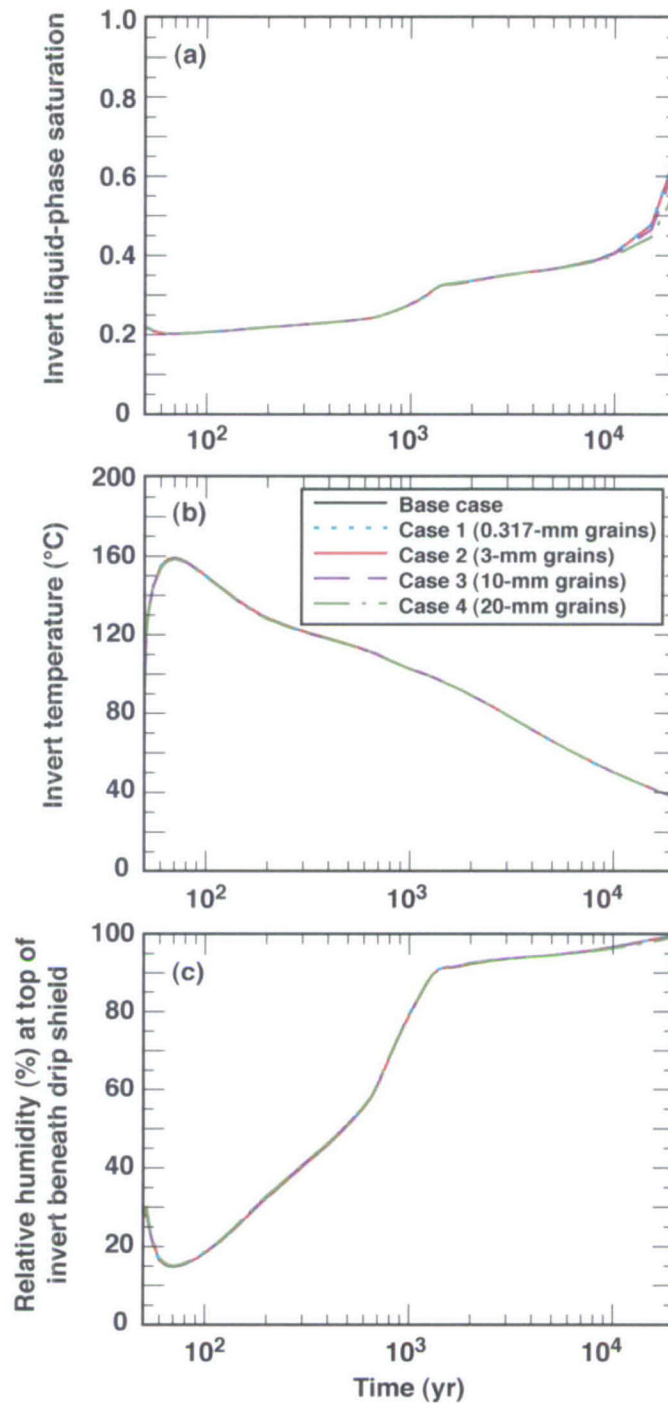 (a)
Invert liquid-phase saturation
1.0
0.8
0.6
0.4
0.2
0
10²
10³
10⁴
(b)
Invert temperature (°C)
200
160
120
80
40
0
Base case
Case 1 (0.317-mm grains)
Case 2 (3-mm grains)
Case 3 (10-mm grains)
Case 4 (20-mm grains)
10²
10³
10⁴
(c)
Relative humidity (%) at top of
invert beneath drip shield
100
80
60
40
20
0
10²
10³
10⁴
Time (yr)